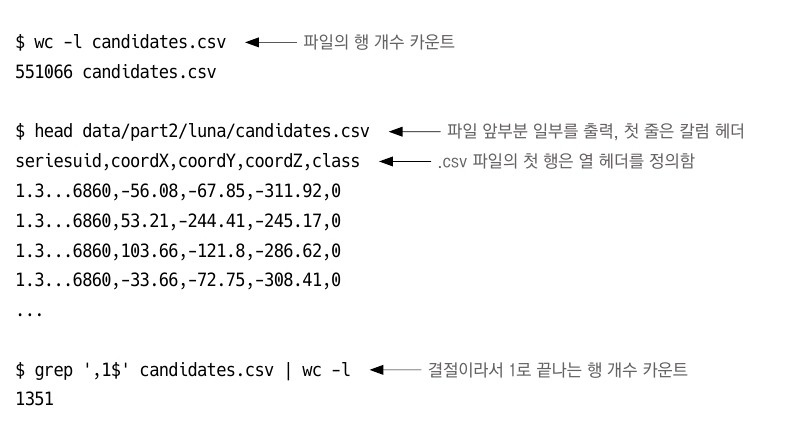 $ wc -l candidates.csv 파일의 행 개수 카운트
551066 candidates.csv
$ head data/part2/luna/candidates.csv 파일 앞부분 일부를 출력, 첫 줄은 칼럼 헤더
seriesuid,coordX,coordY,coordZ,class .csv 파일의 첫 행은 열 헤더를 정의함
1.3...6860,-56.08,-67.85,-311.92,0
1.3...6860,53.21,-244.41,-245.17,0
1.3...6860,103.66,-121.8,-286.62,0
1.3...6860,-33.66,-72.75,-308.41,0
...
$ grep ',1$' candidates.csv | wc -l 결절이라서 1로 끝나는 행 개수 카운트
1351